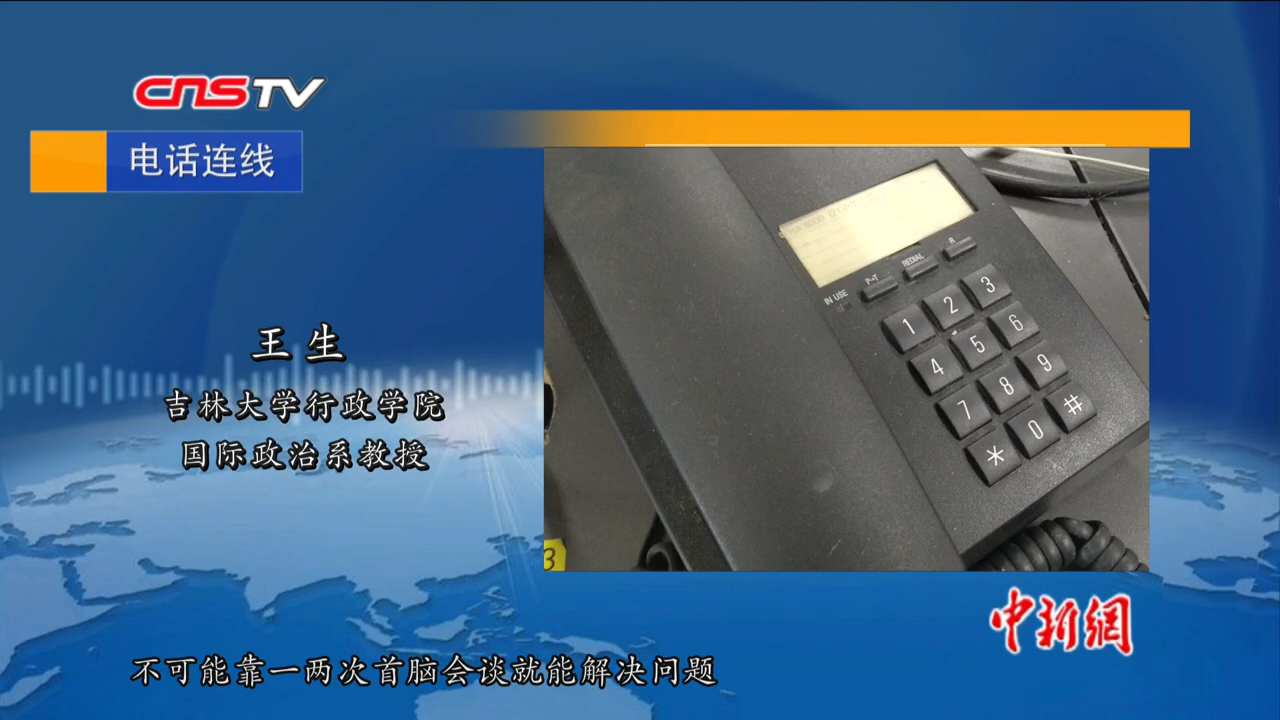 CNSTV
电话连线
王生
吉林大学行政学院
国际政治系教授
IN USE
P-T
REDIAL
R
1 2 3
4 5 6
7 8 9
* 0 #
3
中新網
不可能靠一两次首脑会谈就能解决问题